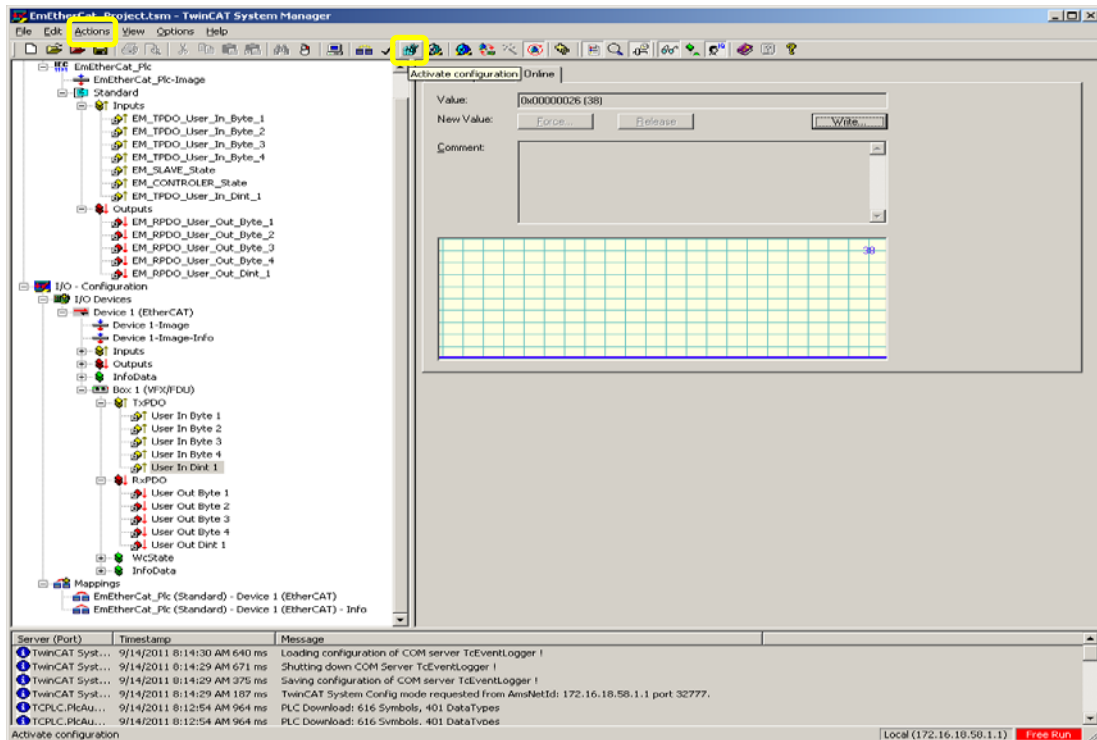 EmEtherCat_Project.tsm - TwinCAT System Manager
File Edit Actions View Options Help
Activate configuration
Online
EmEtherCat_Plc
EmEtherCat_Plc-Image
Standard
Inputs
EM_TPDO_User_In_Byte_1
EM_TPDO_User_In_Byte_2
EM_TPDO_User_In_Byte_3
EM_TPDO_User_In_Byte_4
EM_SLAVE_State
EM_CONTROLER_State
EM_TPDO_User_In_Dint_1
Outputs
EM_RPDO_User_Out_Byte_1
EM_RPDO_User_Out_Byte_2
EM_RPDO_User_Out_Byte_3
EM_RPDO_User_Out_Byte_4
EM_RPDO_User_Out_Dint_1
I/O - Configuration
I/O Devices
Device 1 (EtherCAT)
Device 1-Image
Device 1-Image-Info
Inputs
Outputs
InfoData
Box 1 (VFX/FDU)
TxPDO
User In Byte 1
User In Byte 2
User In Byte 3
User In Byte 4
User In Dint 1
RxPDO
User Out Byte 1
User Out Byte 2
User Out Byte 3
User Out Byte 4
User Out Dint 1
WcState
InfoData
Mappings
EmEtherCat_Plc (Standard) - Device 1 (EtherCAT)
EmEtherCat_Plc (Standard) - Device 1 (EtherCAT) - Info
Value: 0x00000026 (38)
New Value: Force... Release Write...
Comment:
38
Server (Port) Timestamp Message
TwinCAT Syst... 9/14/2011 8:14:30 AM 640 ms Loading configuration of COM server TcEventLogger !
TwinCAT Syst... 9/14/2011 8:14:29 AM 671 ms Shutting down COM Server TcEventLogger !
TwinCAT Syst... 9/14/2011 8:14:29 AM 375 ms Saving configuration of COM server TcEventLogger !
TwinCAT Syst... 9/14/2011 8:14:29 AM 187 ms TwinCAT System Config mode requested from AmsNetId: 172.16.18.58.1.1 port 32777.
TCPLC.PlcAu... 9/14/2011 8:12:54 AM 964 ms PLC Download: 616 Symbols, 401 DataTypes
TCPLC.PlcAu... 9/14/2011 8:12:54 AM 964 ms PLC Download: 616 Symbols, 401 DataTypes
Activate configuration Local (172.16.18.58.1.1) Free Run